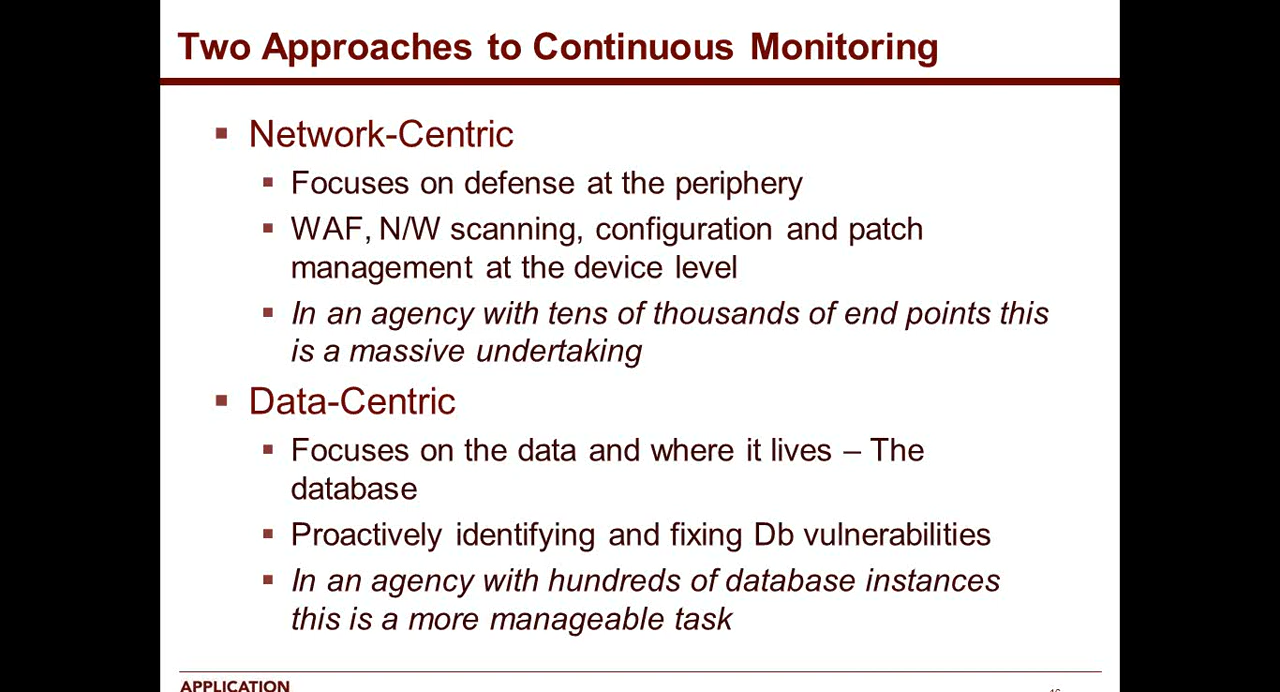 Two Approaches to Continuous Monitoring
Network-Centric
Focuses on defense at the periphery
WAF, N/W scanning, configuration and patch
management at the device level
In an agency with tens of thousands of end points this
is a massive undertaking
Data-Centric
Focuses on the data and where it lives – The
database
Proactively identifying and fixing Db vulnerabilities
In an agency with hundreds of database instances
this is a more manageable task
APPLICATION